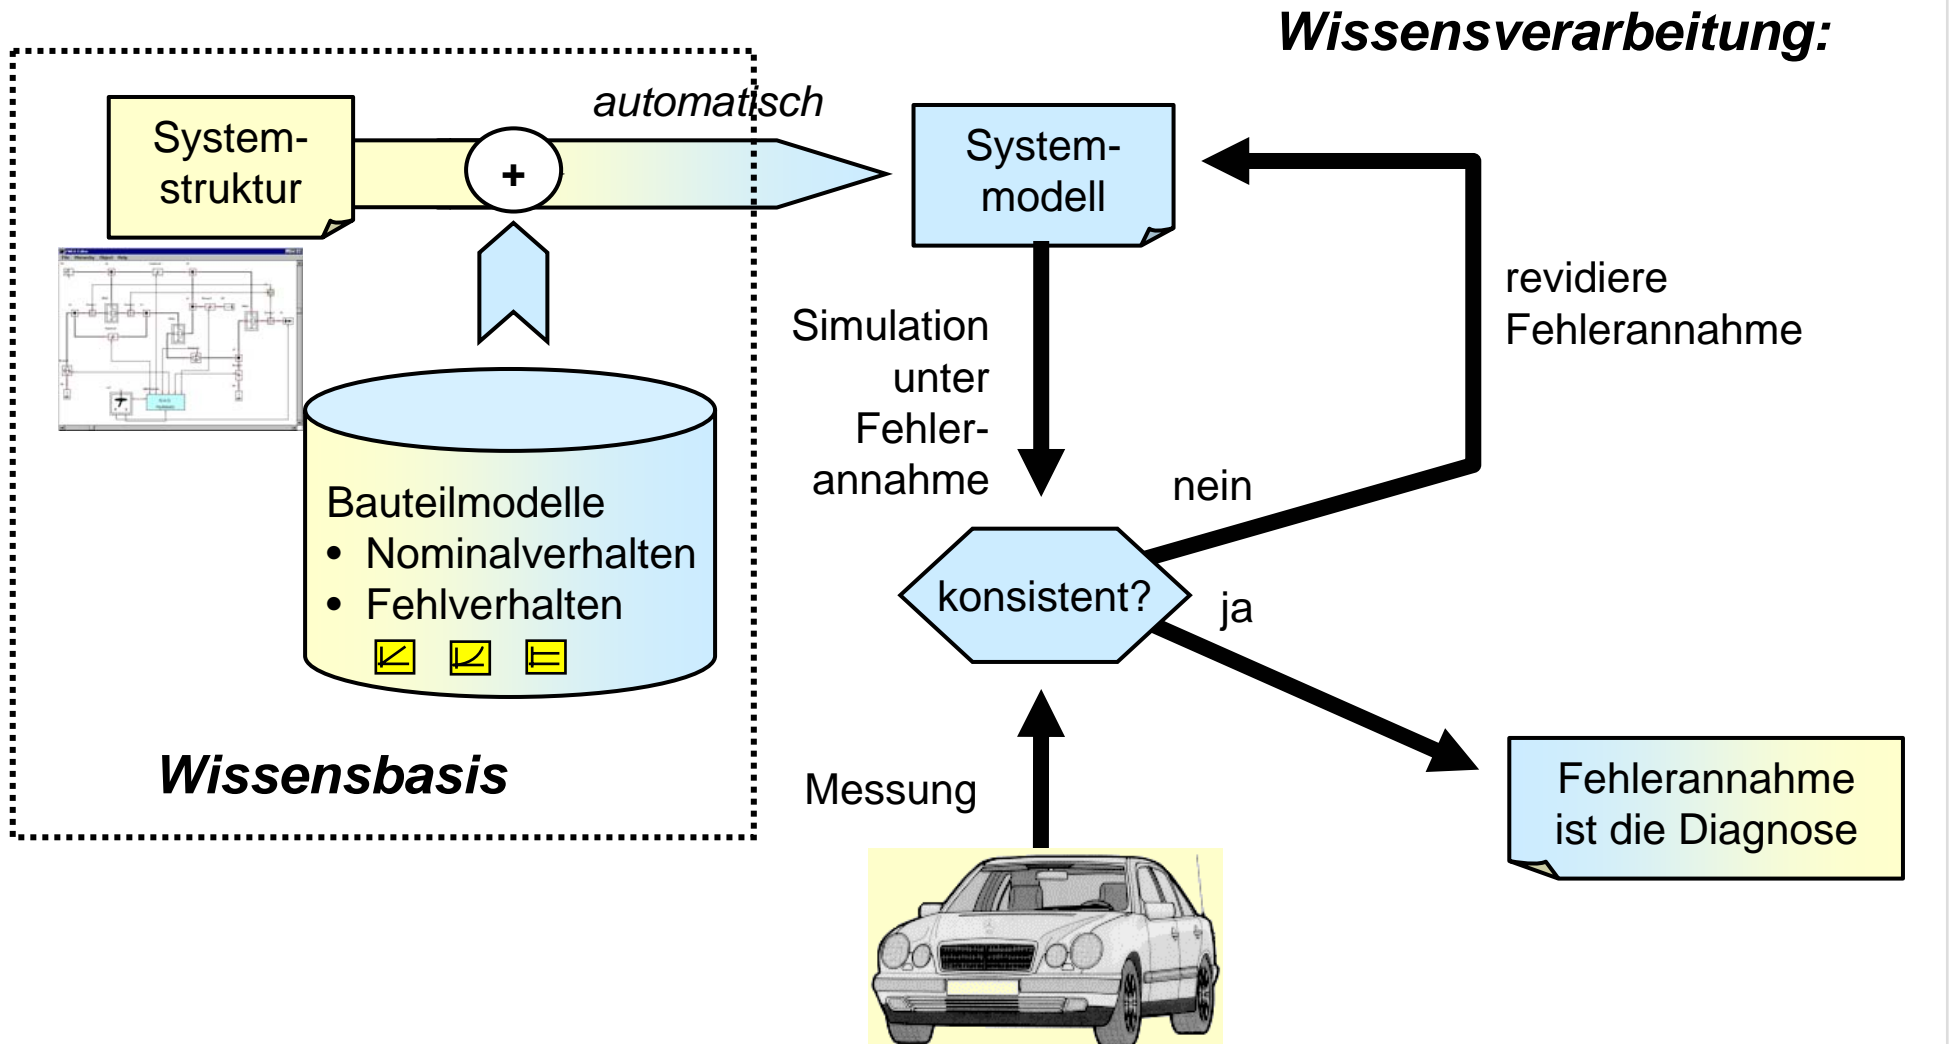 Wissensverarbeitung:
automatisch
System-
struktur
+
System-
modell
revidiere
Fehlerannahme
Simulation
unter
Fehler-
annahme
nein
Bauteilmodelle
• Nominalverhalten
• Fehlverhalten
konsistent?
ja
Wissensbasis
Messung
Fehlerannahme
ist die Diagnose